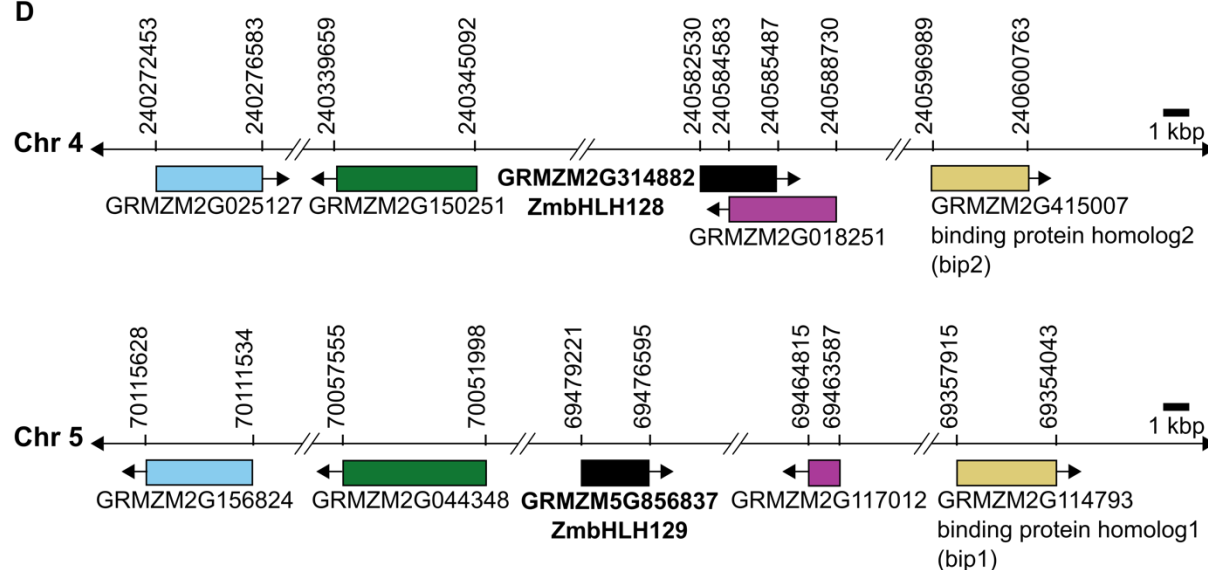 D
240272453 240276583 240339659 240345092 240582530 240584583 240585487 240588730 240596989 240600763
Chr 4
1 kbp
GRMZM2G025127 GRMZM2G150251 GRMZM2G314882 GRMZM2G415007
ZmbHLH128
GRMZM2G018251
binding protein homolog2
(bip2)
70115628 70111534 70057555 70051998 69479221 69476595 69464815 69463587 69357915 69354043
Chr 5
1 kbp
GRMZM2G156824 GRMZM2G044348 GRMZM5G856837 GRMZM2G117012 GRMZM2G114793
ZmbHLH129
binding protein homolog1
(bip1)